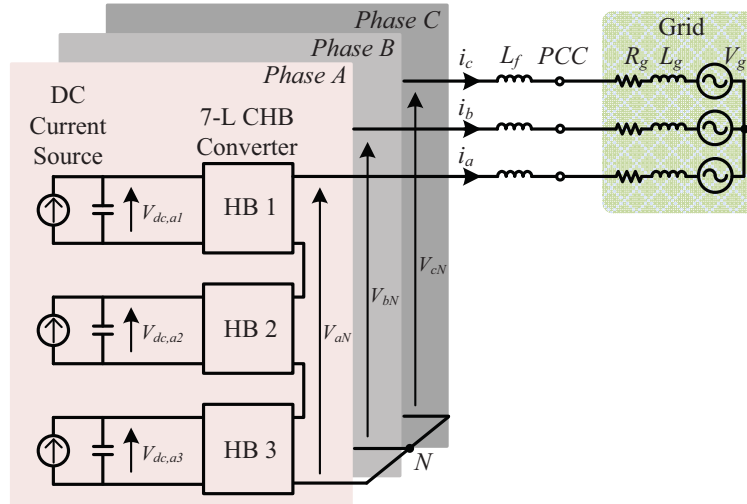 Phase C
Phase B
Phase A
DC
Current
Source
7-L CHB
Converter
HB 1
HB 2
HB 3
V_dc,a1
V_dc,a2
V_dc,a3
V_aN
V_bN
V_cN
N
i_c
i_b
i_a
L_f
PCC
Grid
R_g
L_g
V_g